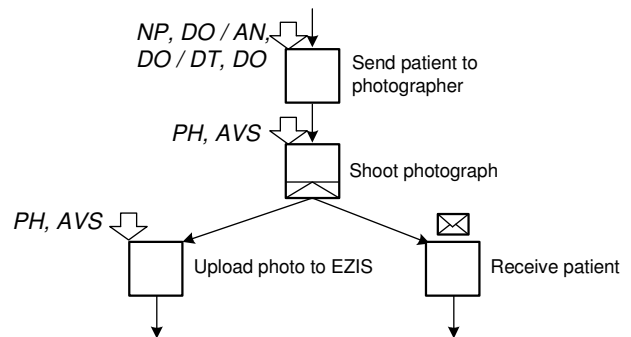 NP, DO / AN,
DO / DT, DO
Send patient to
photographer
PH, AVS
Shoot photograph
PH, AVS
Upload photo to EZIS
Receive patient